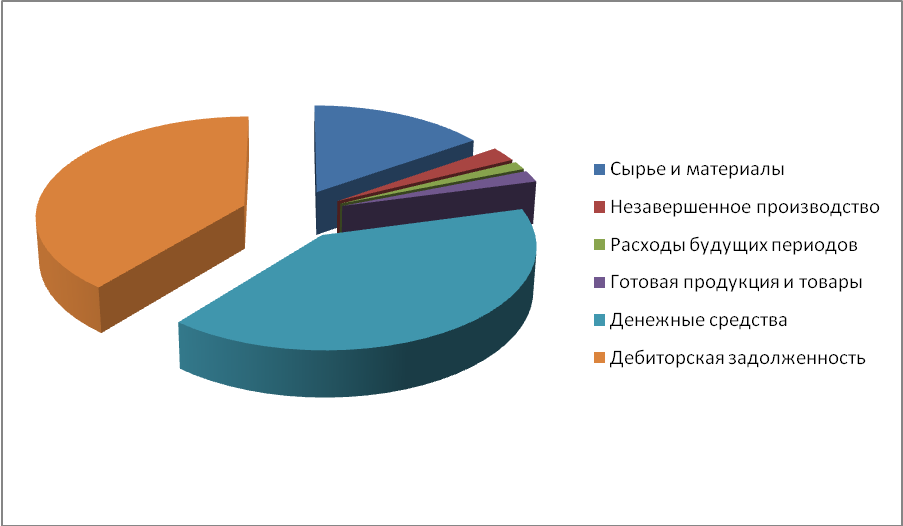 Сырье и материалы
Незавершенное производство
Расходы будущих периодов
Готовая продукция и товары
Денежные средства
Дебиторская задолженность